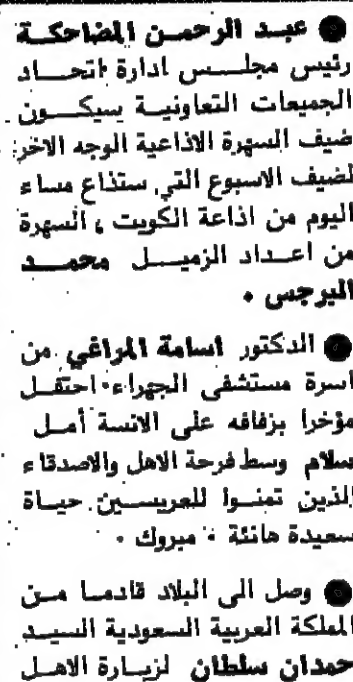 ● عبد الرحمن المضاحكة
رئيس مجلس ادارة اتحاد
الجمعيات التعاونية سيكون
ضيف السهرة الاذاعية الوجه الاخر
لضيف الاسبوع التي ستذاع مساء
اليوم من اذاعة الكويت ، السهرة
من اعداد الزميل محمد
البرجس .
● الدكتور اسامة المراغي من
اسرة مستشفى الجهراء احتفل
مؤخرا بزفافه على الانسة أمل
سلام وسط فرحة الاهل والاصدقاء
الذين تمنوا للعريسين حياة
سعيدة هانئة . مبروك .
● وصل الى البلاد قادما من
المملكة العربية السعودية السيد
حمدان سلطان لزيارة الاهل